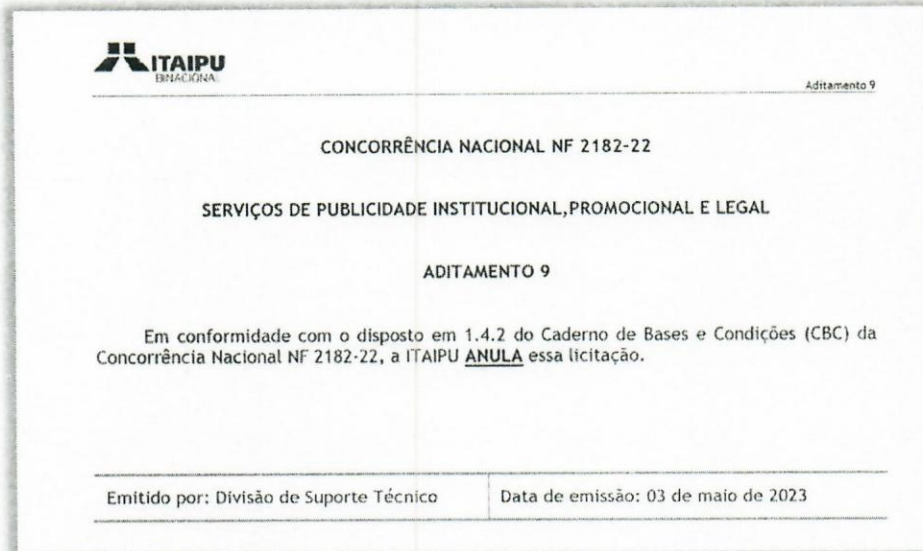 ITAIPU
BINACIONAL
Aditamento 9
CONCORRÊNCIA NACIONAL NF 2182-22
SERVIÇOS DE PUBLICIDADE INSTITUCIONAL,PROMOCIONAL E LEGAL
ADITAMENTO 9
Em conformidade com o disposto em 1.4.2 do Caderno de Bases e Condições (CBC) da
Concorrência Nacional NF 2182-22, a ITAIPU ANULA essa licitação.
Emitido por: Divisão de Suporte Técnico Data de emissão: 03 de maio de 2023